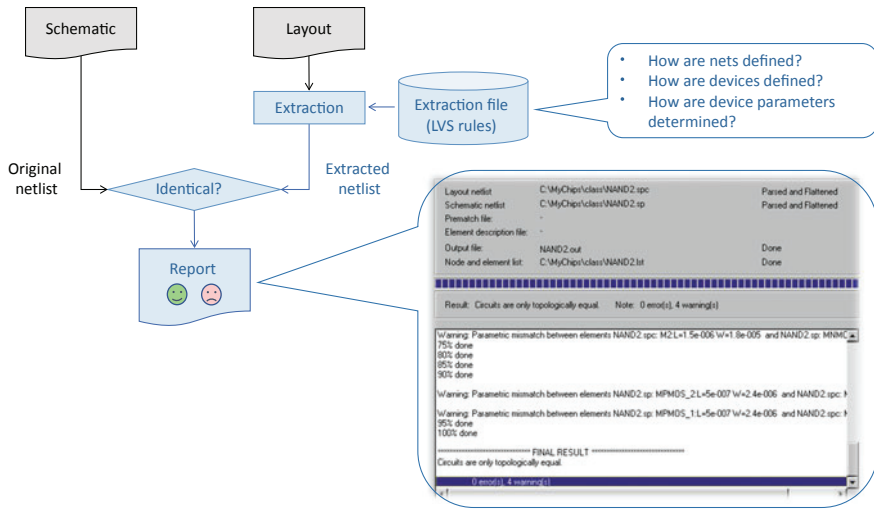 Schematic
Layout
Extraction
Extraction file
(LVS rules)
• How are nets defined?
• How are devices defined?
• How are device parameters
determined?
Original
netlist
Identical?
Extracted
netlist
Report
Layout netlist C:\MyChips\class\NAND2.spc Parsed and Flattened
Schematic netlist C:\MyChips\class\NAND2.sp Parsed and Flattened
Prematch file: -
Element description file: -
Output file: NAND2.out Done
Node and element list: C:\MyChips\class\NAND2.lst Done
Result: Circuits are only topologically equal. Note: 0 error(s), 4 warning(s)
Warning: Parametric mismatch between elements NAND2.spc: M2:L=1.5e-006 W=1.8e-005 and NAND2.sp: MNMO
75% done
80% done
85% done
90% done
Warning: Parametric mismatch between elements NAND2.sp: MPMOS_2:L=5e-007 W=2.4e-006 and NAND2.spc: M
Warning: Parametric mismatch between elements NAND2.sp: MPMOS_1:L=5e-007 W=2.4e-006 and NAND2.spc: M
95% done
100% done
FINAL RESULT
Circuits are only topologically equal.
0 error(s), 4 warning(s)